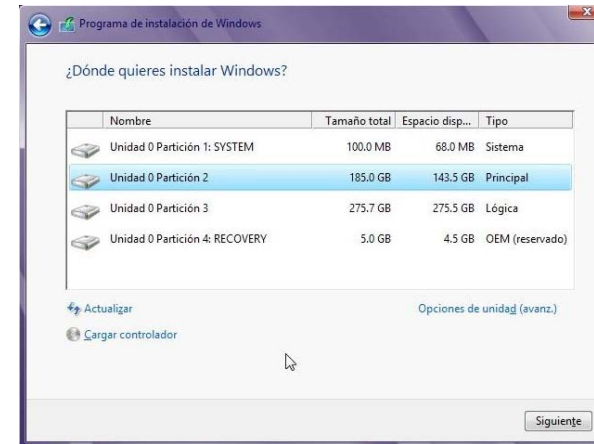 Programa de instalación de Windows
¿Dónde quieres instalar Windows?
Nombre Tamaño total Espacio disp... Tipo
Unidad 0 Partición 1: SYSTEM 100.0 MB 68.0 MB Sistema
Unidad 0 Partición 2 185.0 GB 143.5 GB Principal
Unidad 0 Partición 3 275.7 GB 275.5 GB Lógica
Unidad 0 Partición 4: RECOVERY 5.0 GB 4.5 GB OEM (reservado)
Actualizar Opciones de unidad (avanz.)
Cargar controlador
Siguiente